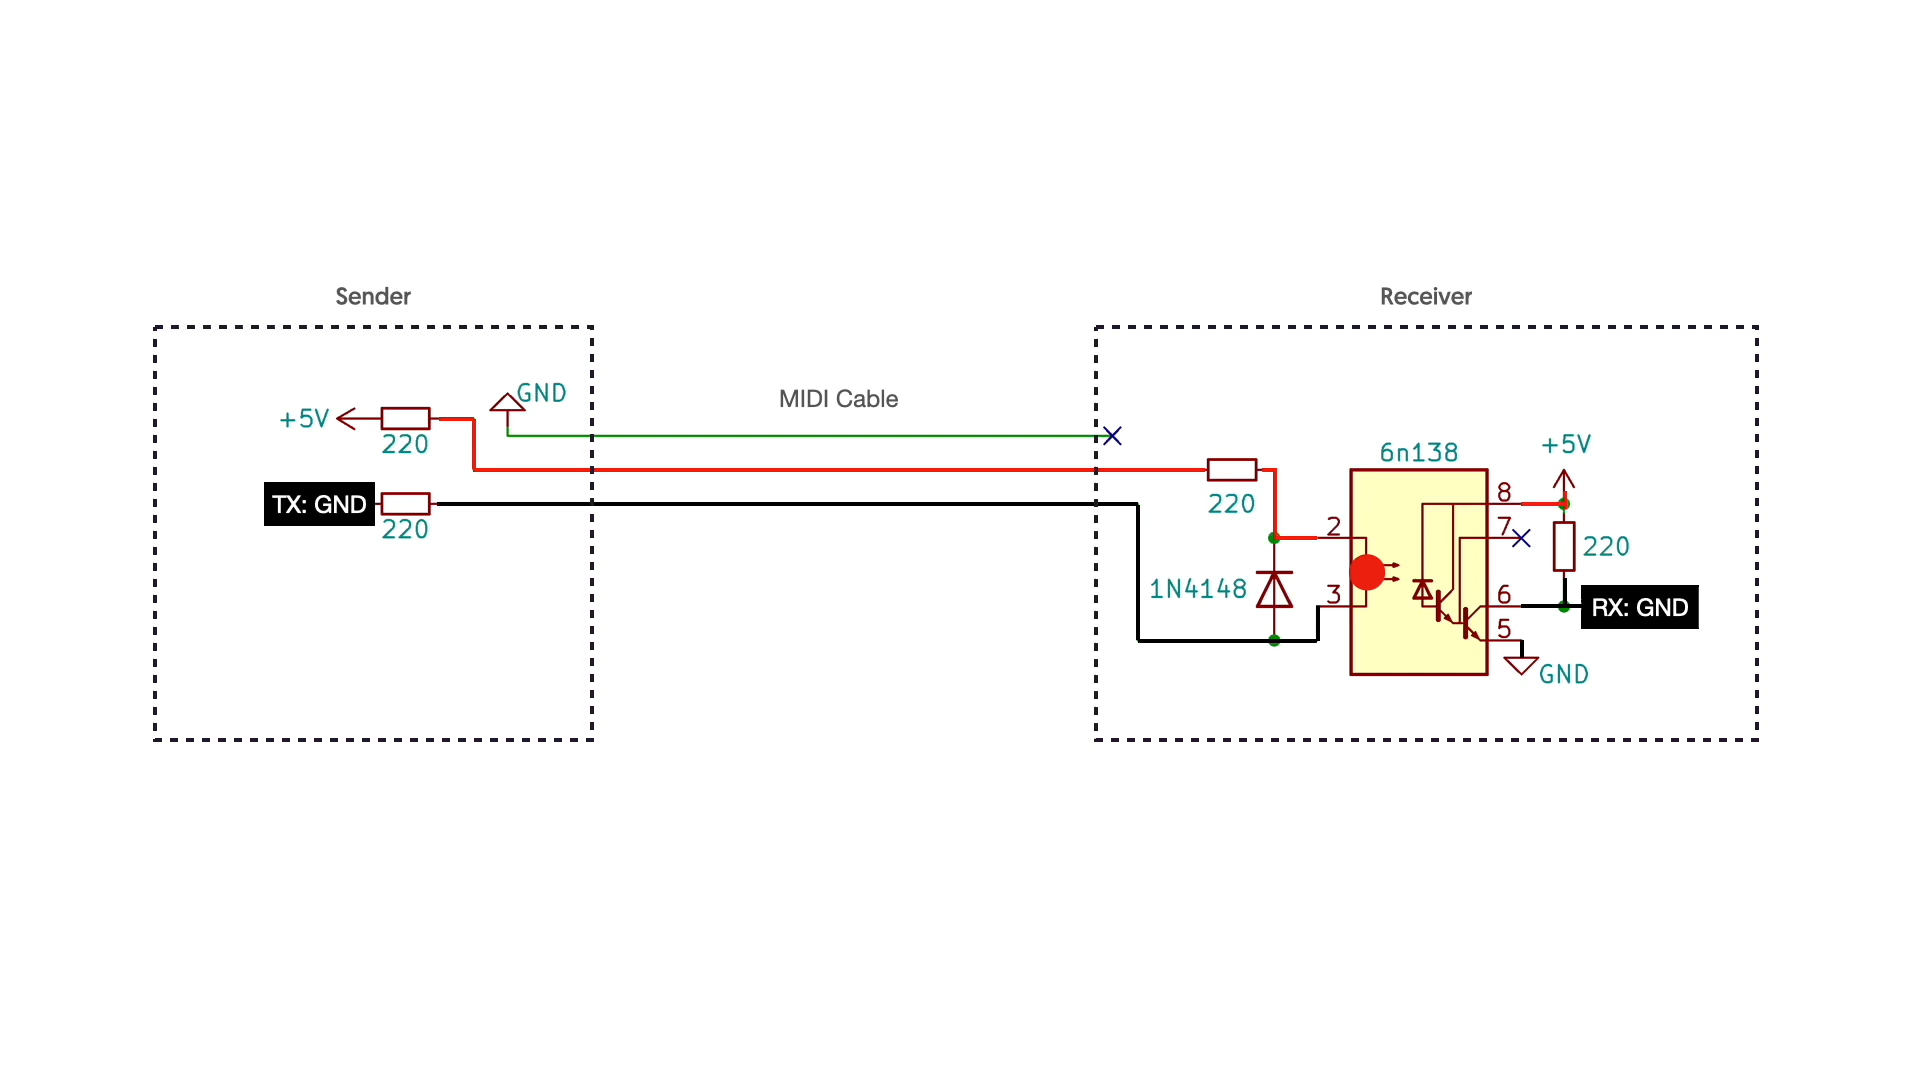 Sender
Receiver
GND
MIDI Cable
+5V
220
TX: GND
220
220
6n138
+5V
8
2
7
220
1N4148
3
6
RX: GND
5
GND